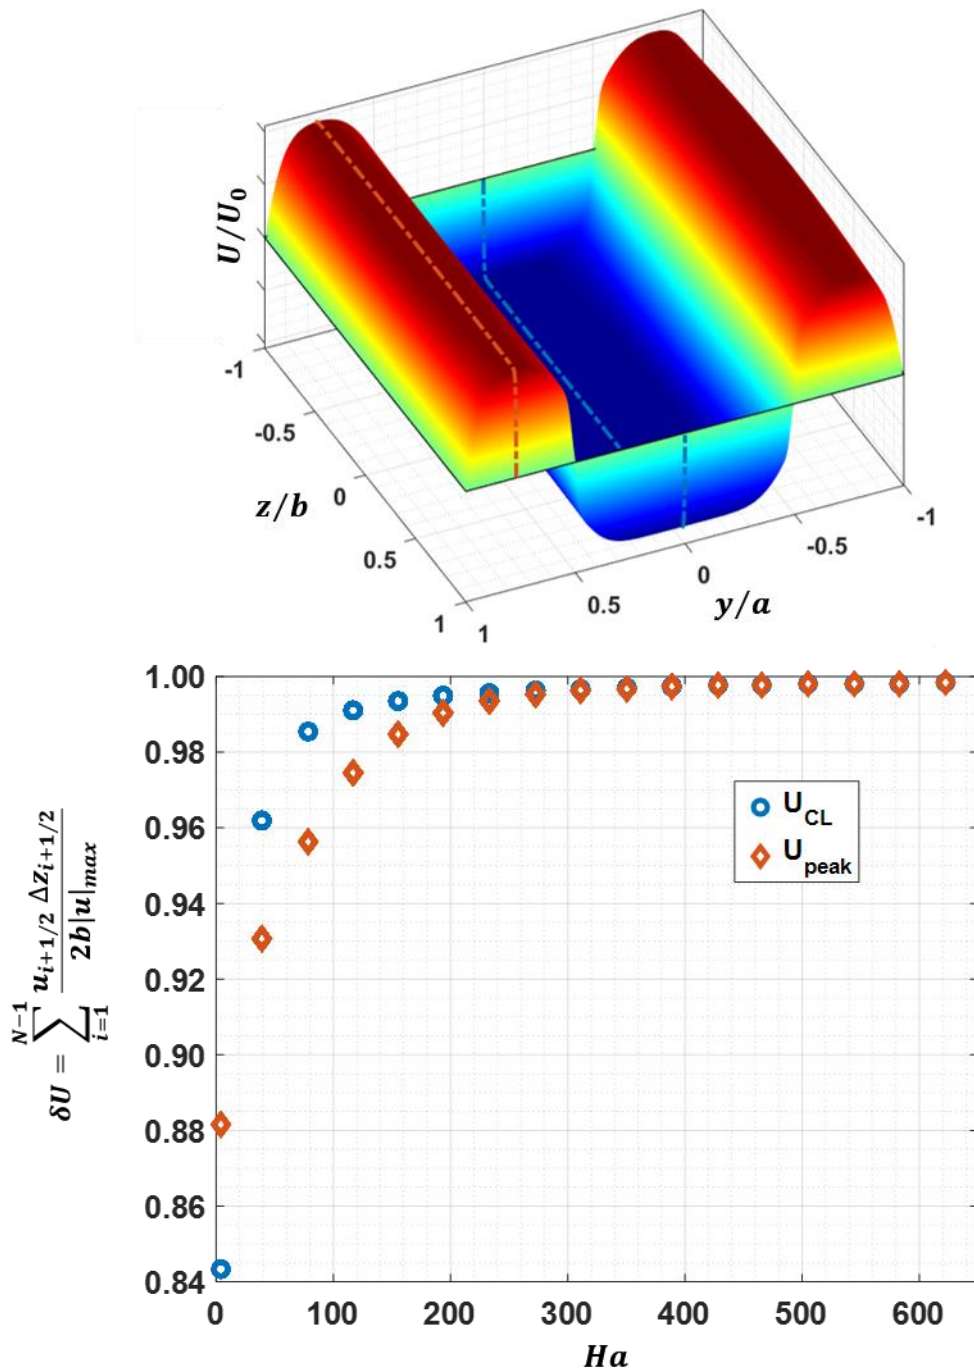 U/U₀
-1
-0.5
0
0.5
1
z/b
1
0.5
0
-0.5
-1
y/a
1.00
0.98
0.96
0.94
0.92
0.90
0.88
0.86
0.84
δU = ∑_{i=1}^{N-1} \frac{u_{i+1/2} Δz_{i+1/2}}{2b|u|_{max}}
U_CL
U_peak
0 100 200 300 400 500 600
Ha